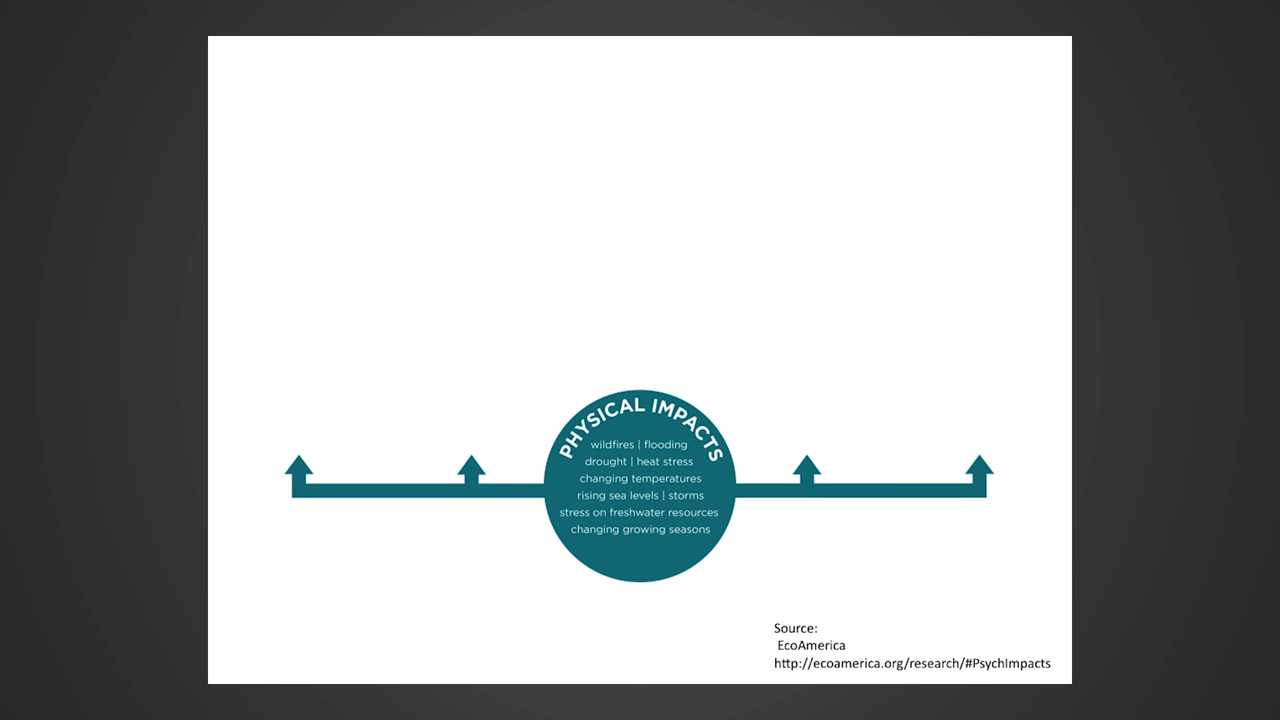 PHYSICAL IMPACTS
wildfires | flooding
drought | heat stress
changing temperatures
rising sea levels | storms
stress on freshwater resources
changing growing seasons
Source:
EcoAmerica
http://ecoamerica.org/research/#PsychImpacts